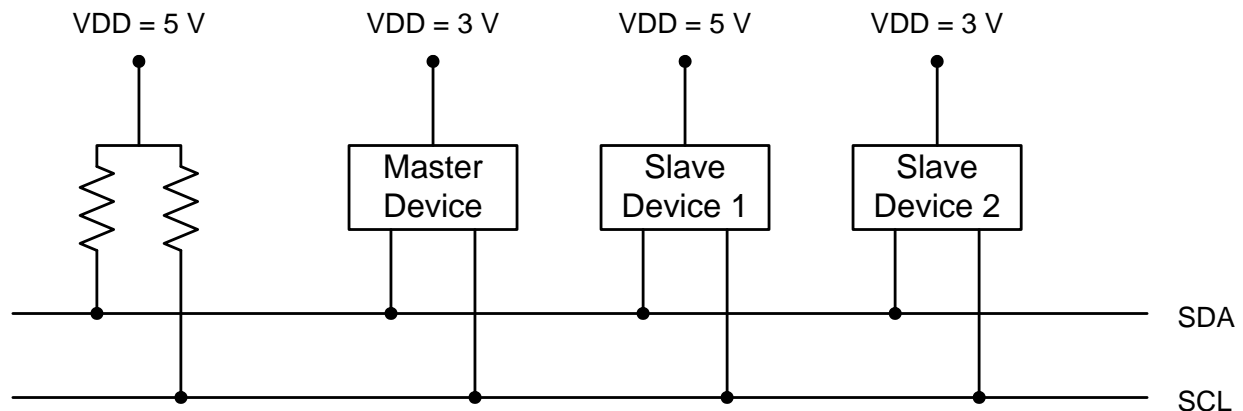 VDD = 5 V
VDD = 3 V
VDD = 5 V
VDD = 3 V
Master
Device
Slave
Device 1
Slave
Device 2
SDA
SCL